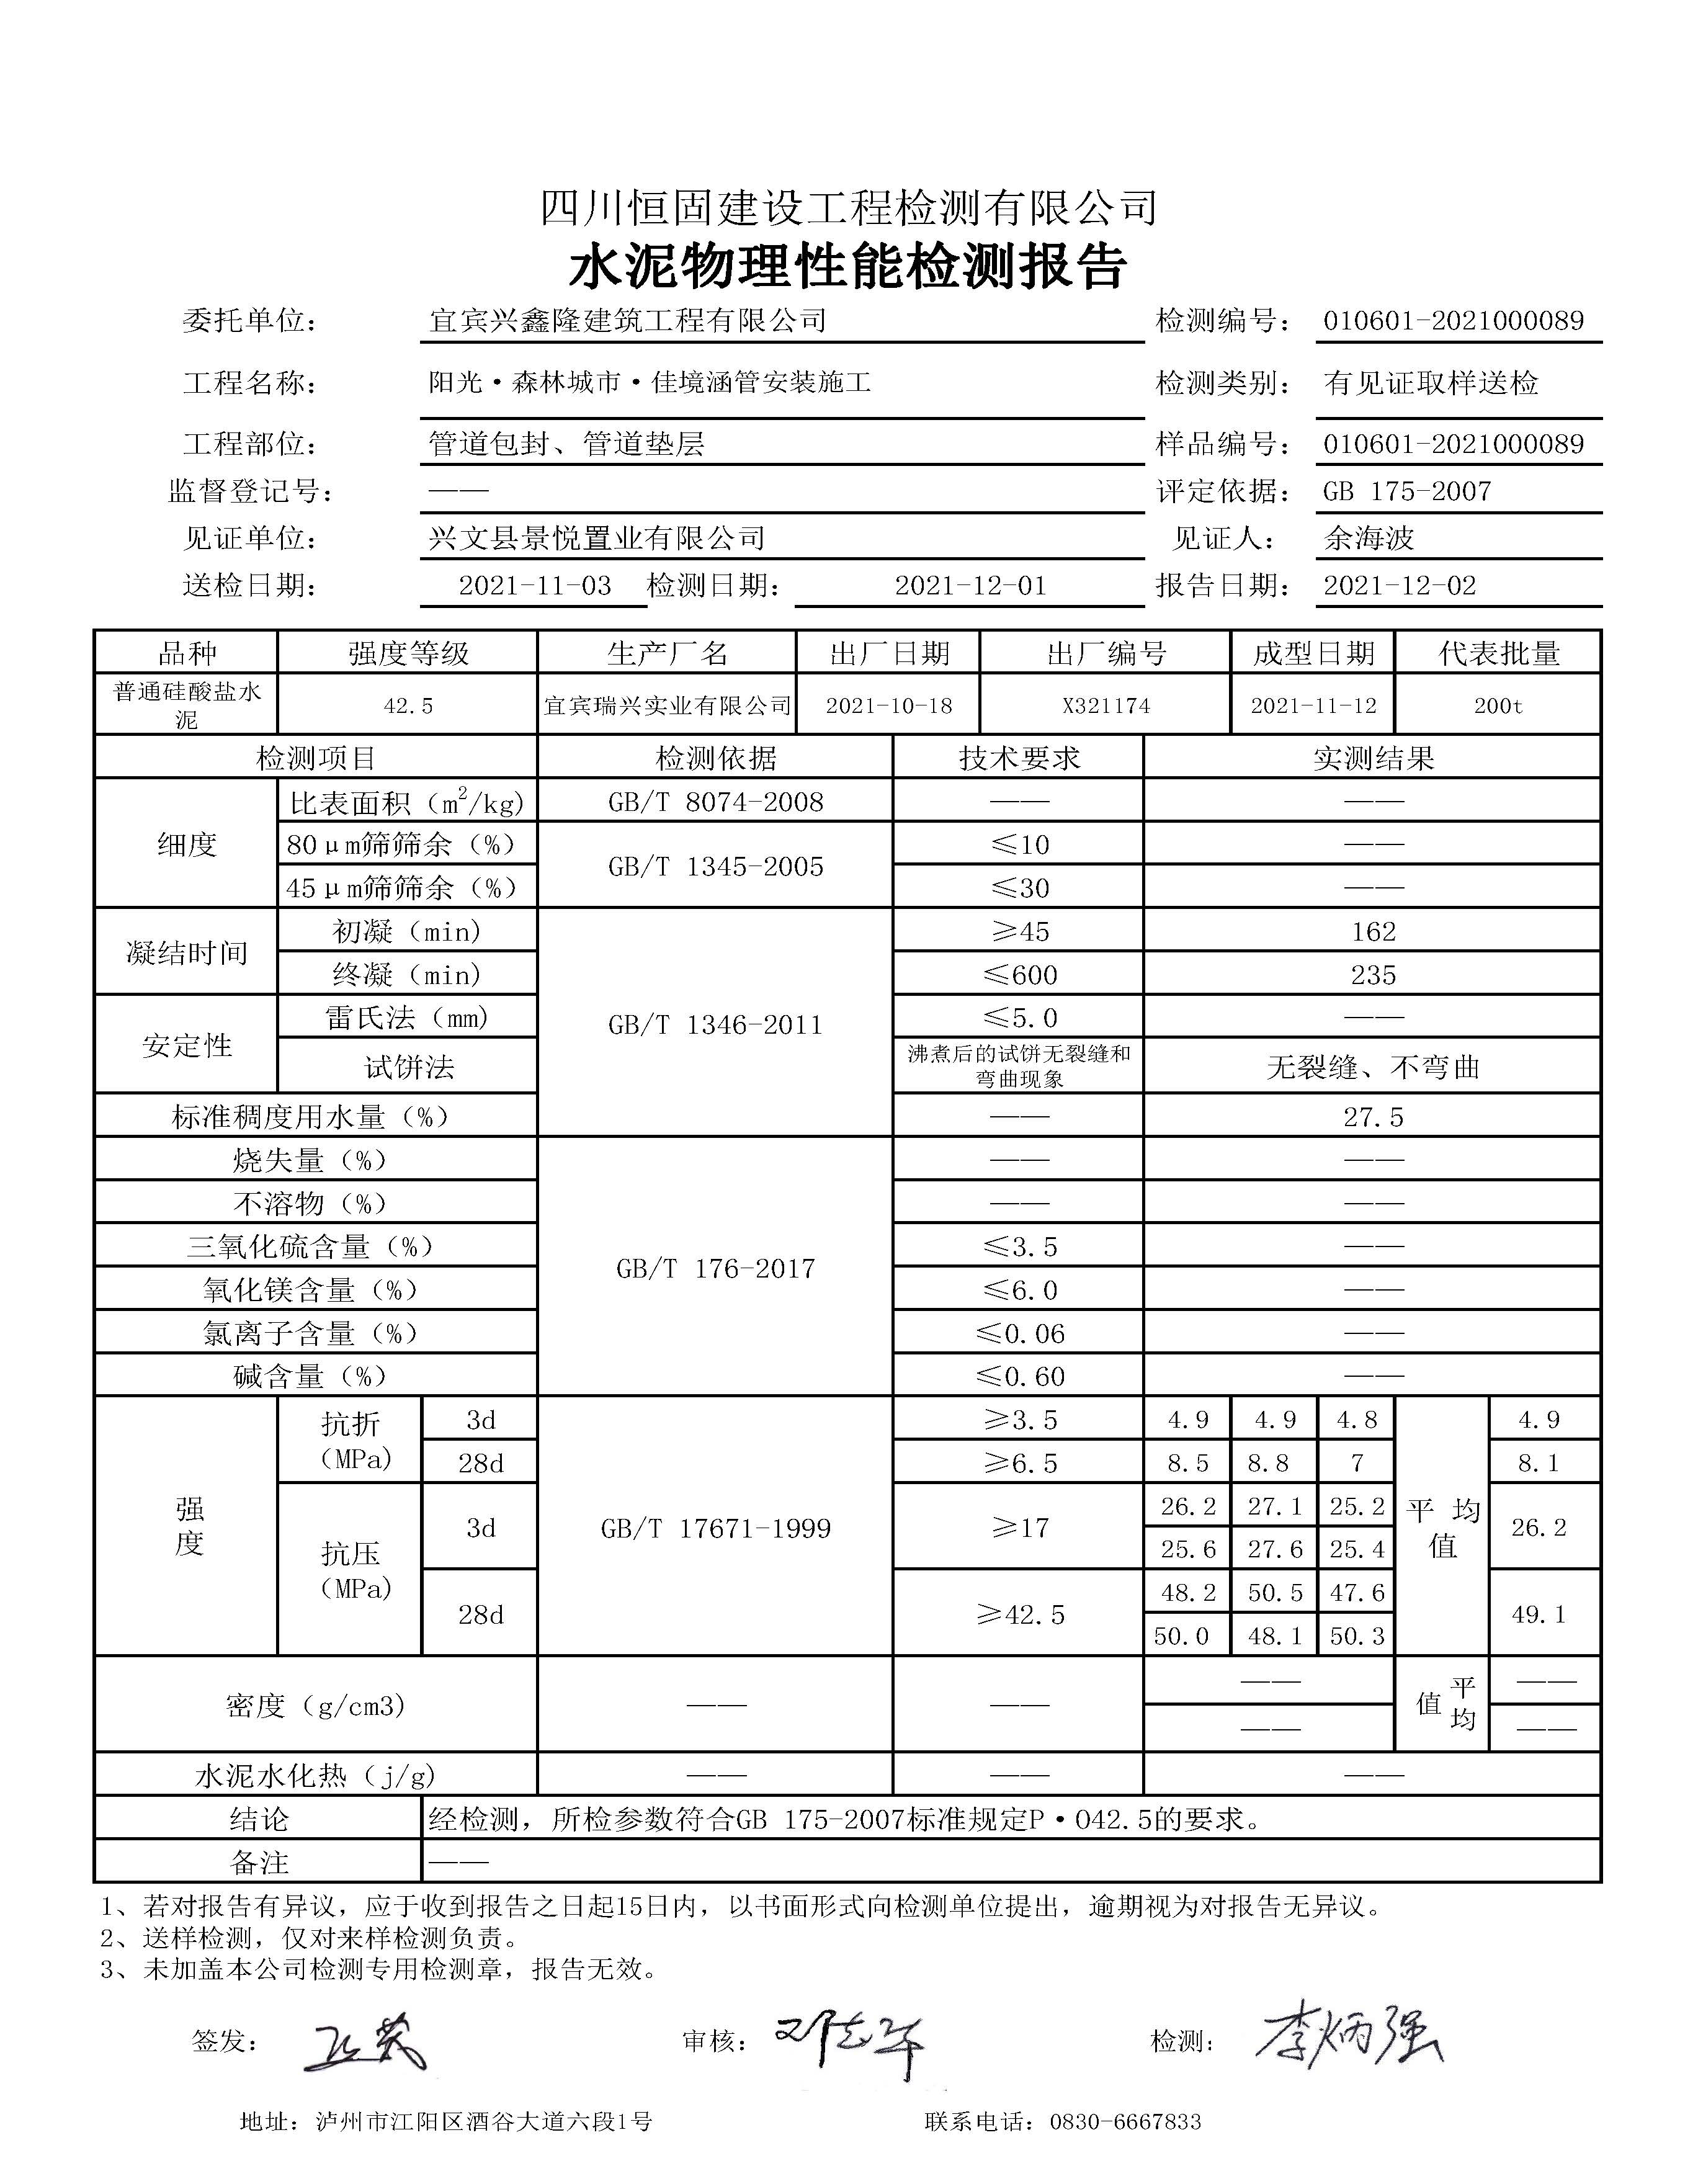 四川恒固建设工程检测有限公司
水泥物理性能检测报告
委托单位： 宜宾兴鑫隆建筑工程有限公司 检测编号： 010601-2021000089
工程名称： 阳光·森林城市·佳境涵管安装施工 检测类别： 有见证取样送检
工程部位： 管道包封、管道垫层 样品编号： 010601-2021000089
监督登记号： —— 评定依据： GB 175-2007
见证单位： 兴文县景悦置业有限公司 见证人： 余海波
送检日期： 2021-11-03 检测日期： 2021-12-01 报告日期： 2021-12-02
品种 强度等级 生产厂名 出厂日期 出厂编号 成型日期 代表批量
普通硅酸盐水泥 42.5 宜宾瑞兴实业有限公司 2021-10-18 X321174 2021-11-12 200t
检测项目 检测依据 技术要求 实测结果
细度 比表面积（m²/kg） GB/T 8074-2008 —— ——
80μm筛筛余（%） GB/T 1345-2005 ≤10 ——
45μm筛筛余（%） ≤30 ——
凝结时间 初凝（min） GB/T 1346-2011 ≥45 162
终凝（min） ≤600 235
安定性 雷氏法（mm） ≤5.0 ——
试饼法 沸煮后的试饼无裂缝和弯曲现象 无裂缝、不弯曲
标准稠度用水量（%） —— 27.5
烧失量（%） GB/T 176-2017 —— ——
不溶物（%） —— ——
三氧化硫含量（%） ≤3.5 ——
氧化镁含量（%） ≤6.0 ——
氯离子含量（%） ≤0.06 ——
碱含量（%） ≤0.60 ——
强度 抗折（MPa） 3d GB/T 17671-1999 ≥3.5 4.9 4.9 4.8 平均值 4.9
28d ≥6.5 8.5 8.8 7 8.1
抗压（MPa） 3d ≥17 26.2 27.1 25.2 26.2
25.6 27.6 25.4
28d ≥42.5 48.2 50.5 47.6 49.1
50.0 48.1 50.3
密度（g/cm3） —— —— —— 平均值 ——
—— ——
水泥水化热（j/g） —— —— ——
结论 经检测，所检参数符合GB 175-2007标准规定P·O42.5的要求。
备注 ——
1、若对报告有异议，应于收到报告之日起15日内，以书面形式向检测单位提出，逾期视为对报告无异议。
2、送样检测，仅对来样检测负责。
3、未加盖本公司检测专用检测章，报告无效。
签发： 审核： 检测： 李炳强
地址：泸州市江阳区酒谷大道六段1号 联系电话：0830-6667833